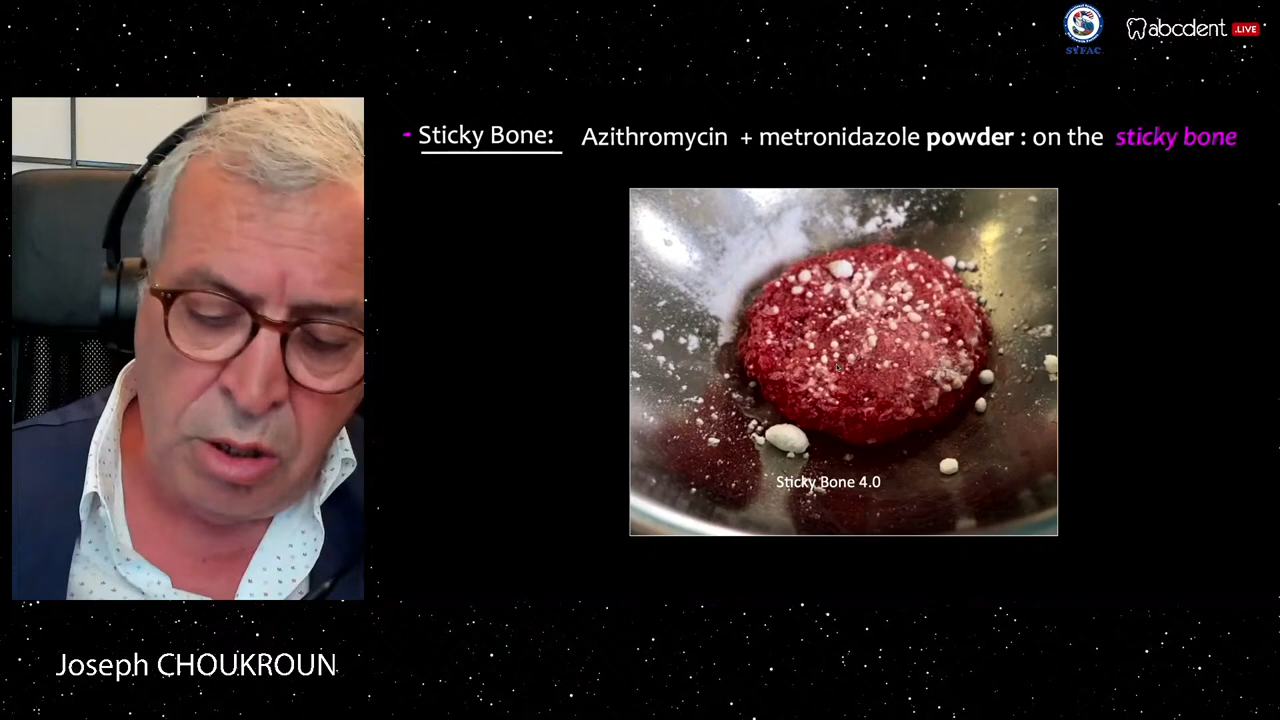 SYFAC
abcdent .LIVE
- Sticky Bone: Azithromycin + metronidazole powder : on the sticky bone
Sticky Bone 4.0
Joseph CHOUKROUN